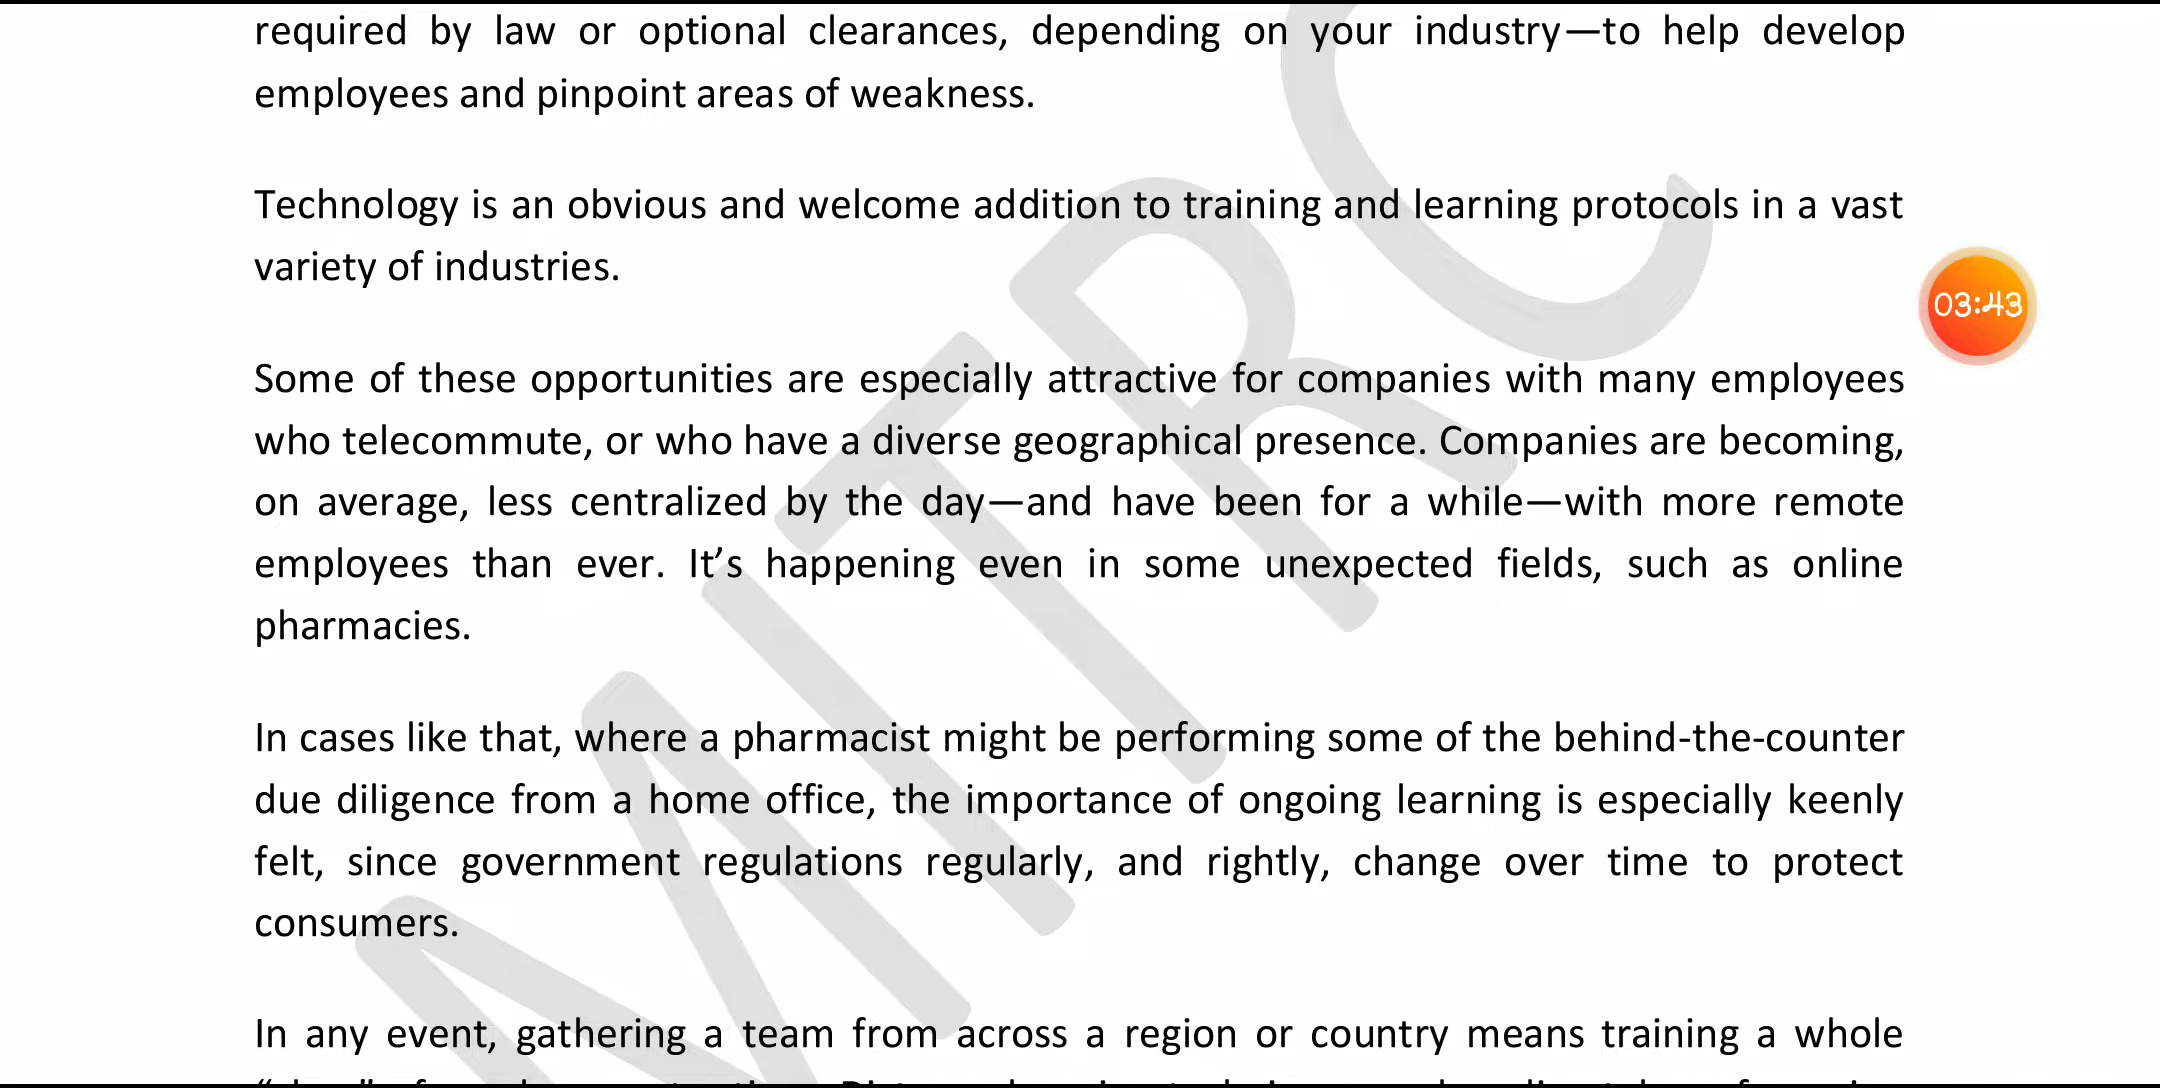 required by law or optional clearances, depending on your industry—to help develop
employees and pinpoint areas of weakness.
Technology is an obvious and welcome addition to training and learning protocols in a vast
variety of industries.
03:43
Some of these opportunities are especially attractive for companies with many employees
who telecommute, or who have a diverse geographical presence. Companies are becoming,
on average, less centralized by the day—and have been for a while—with more remote
employees than ever. It’s happening even in some unexpected fields, such as online
pharmacies.
In cases like that, where a pharmacist might be performing some of the behind-the-counter
due diligence from a home office, the importance of ongoing learning is especially keenly
felt, since government regulations regularly, and rightly, change over time to protect
consumers.
In any event, gathering a team from across a region or country means training a whole
MITRC